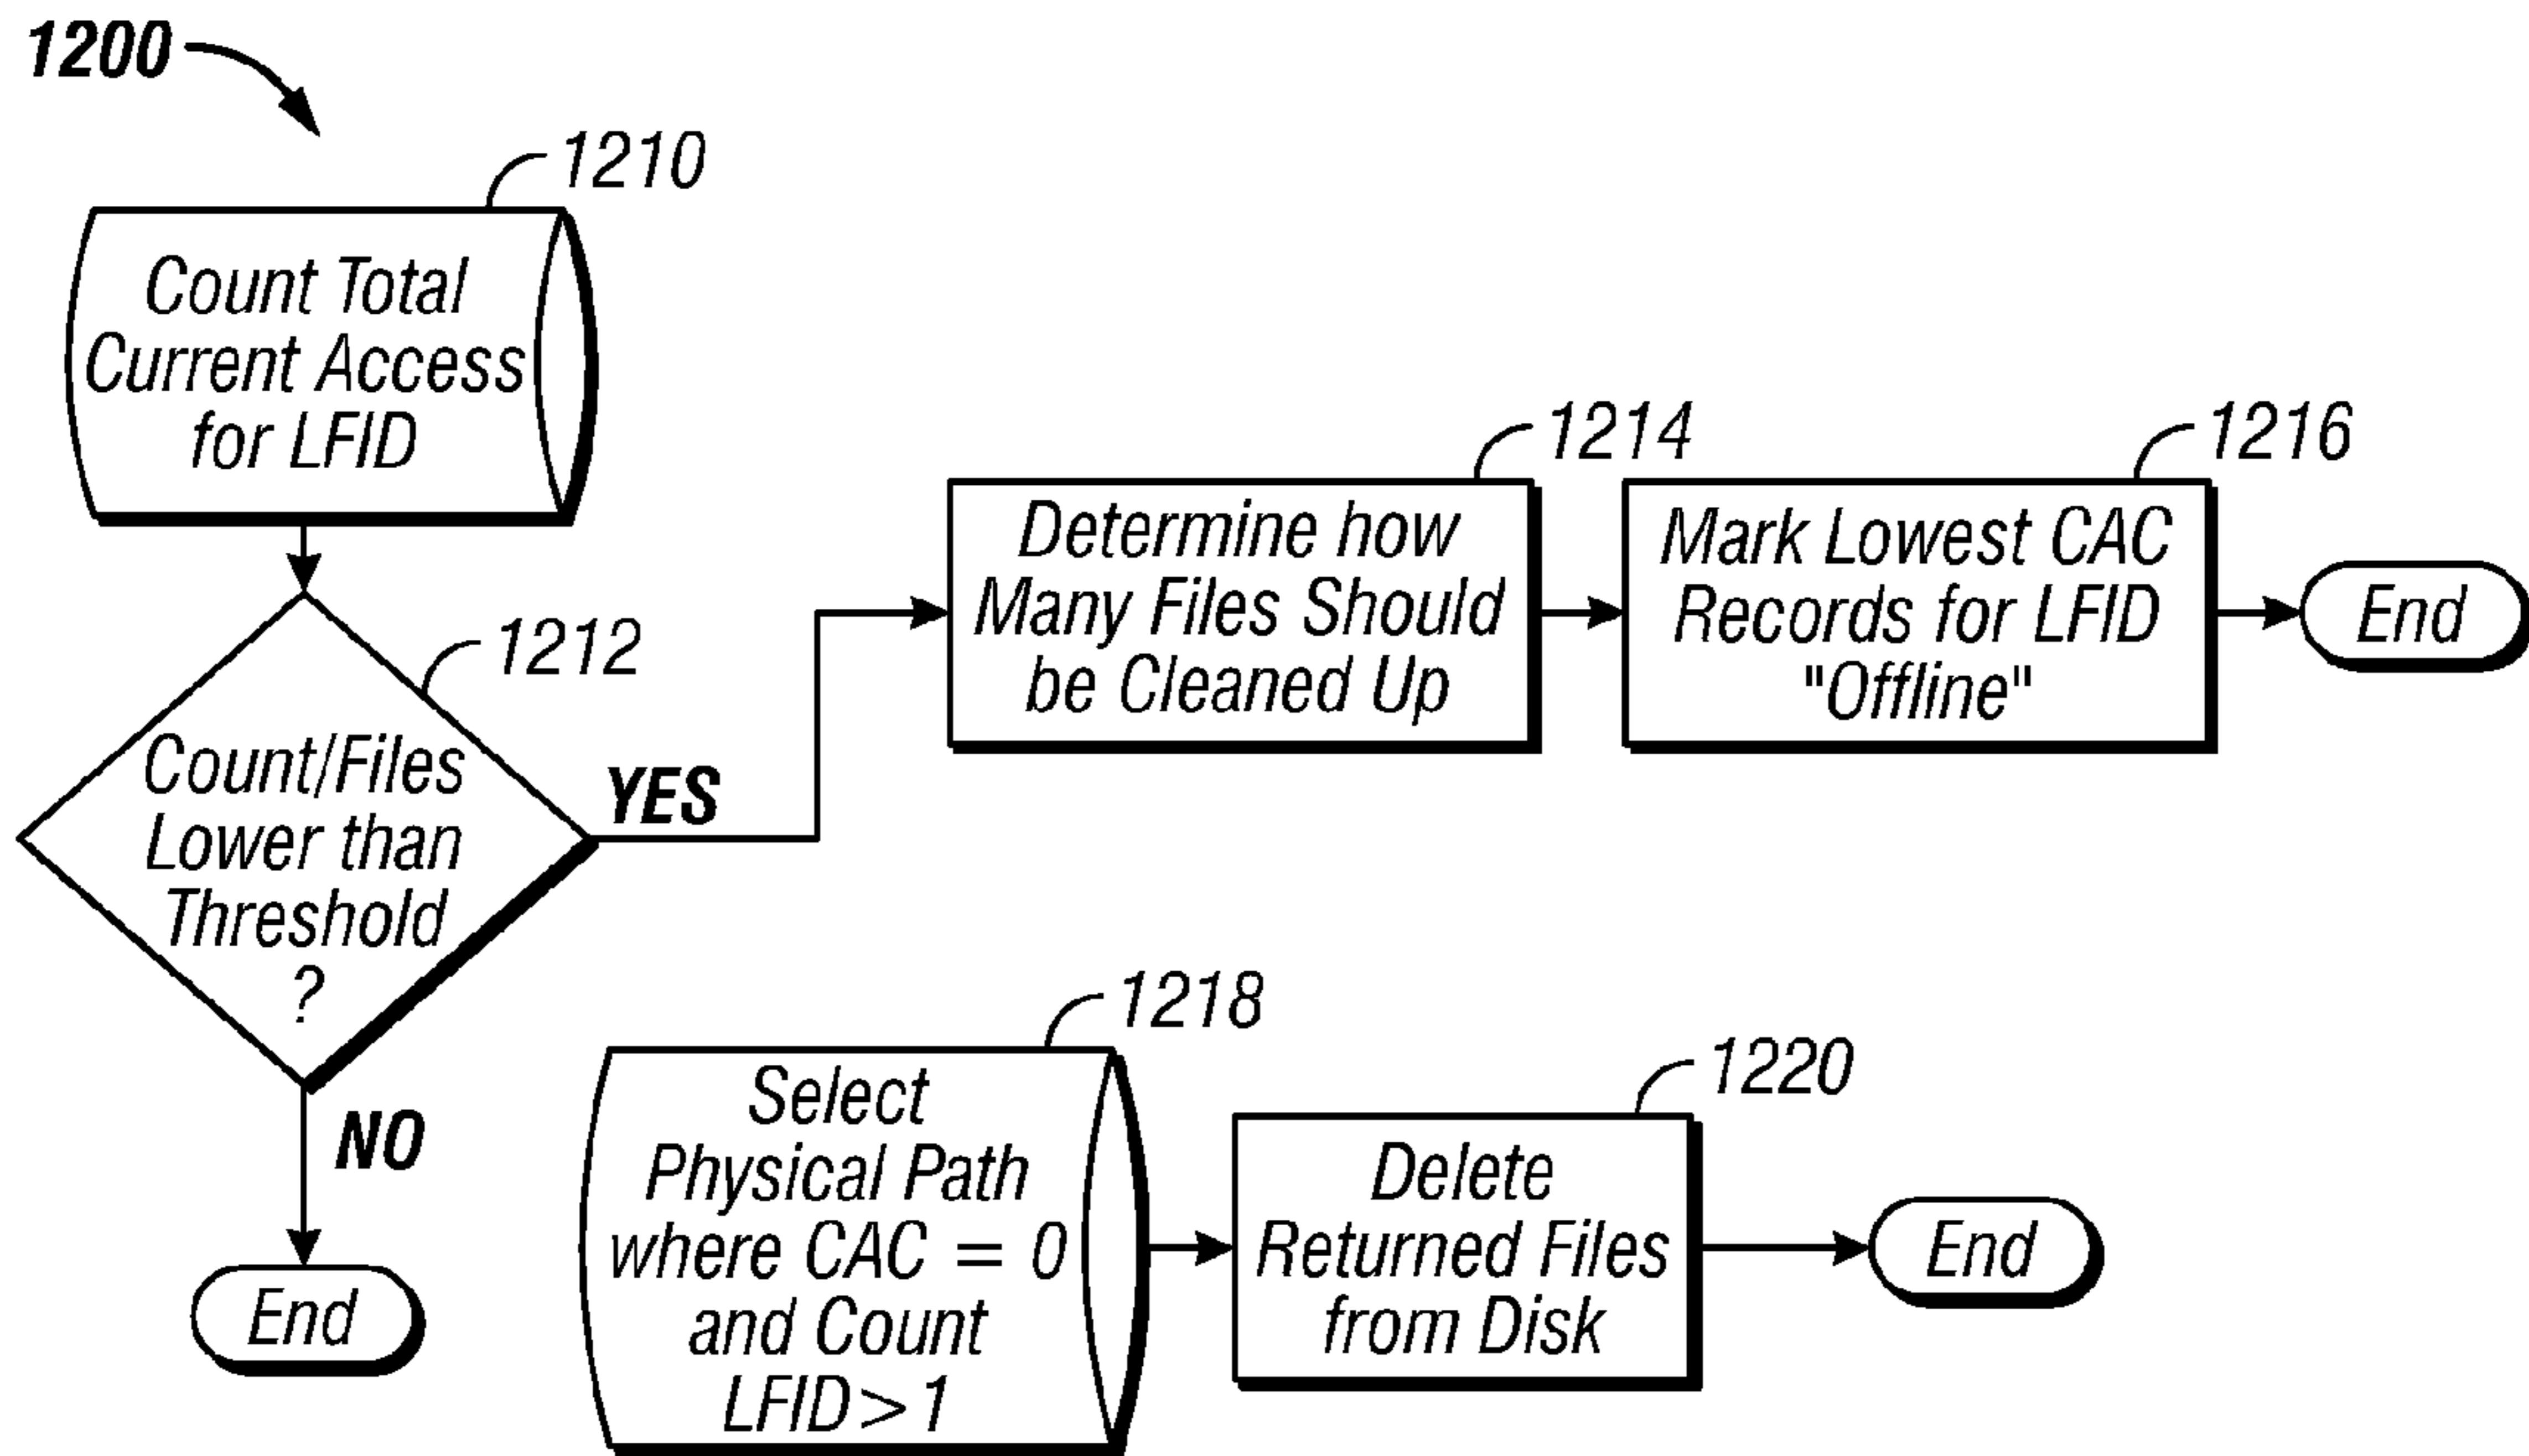 1200
1210
Count Total
Current Access
for LFID
1212
Count/Files
Lower than
Threshold
?
YES
NO
End
1214
Determine how
Many Files Should
be Cleaned Up
1216
Mark Lowest CAC
Records for LFID
"Offline"
End
1218
Select
Physical Path
where CAC = 0
and Count
LFID > 1
1220
Delete
Returned Files
from Disk
End